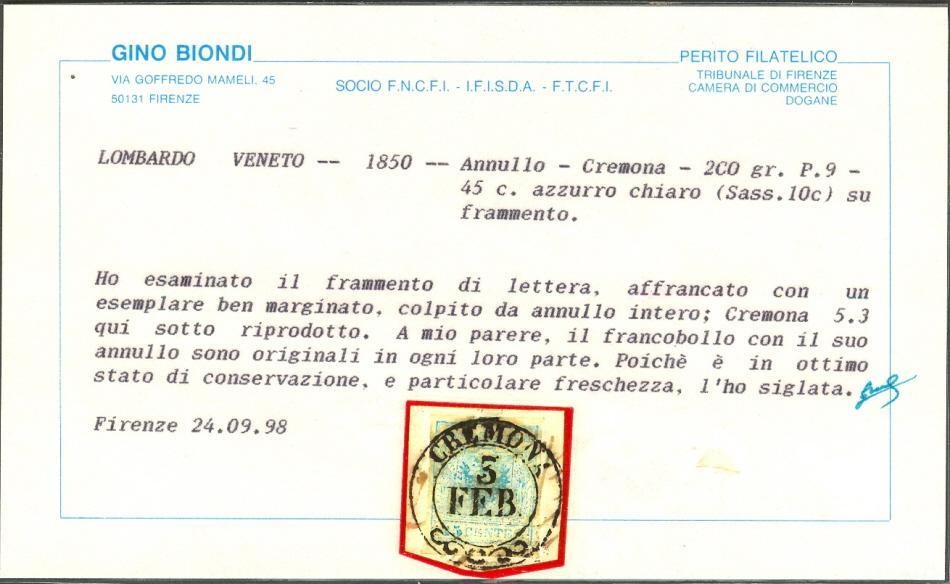 GINO BIONDI
VIA GOFFREDO MAMELI. 45
50131 FIRENZE
SOCIO F.N.C.F.I. - I.F.I.S.D.A. - F.T.C.F.I.
PERITO FILATELICO
TRIBUNALE DI FIRENZE
CAMERA DI COMMERCIO
DOGANE
LOMBARDO VENETO -- 1850 -- Annullo - Cremona - 2CO gr. P.9 -
45 c. azzurro chiaro (Sass.10c) su
frammento.
Ho esaminato il frammento di lettera, affrancato con un
esemplare ben marginato, colpito da annullo intero; Cremona 5.3
qui sotto riprodotto. A mio parere, il francobollo con il suo
annullo sono originali in ogni loro parte. Poichè è in ottimo
stato di conservazione, e particolare freschezza, l'ho siglata.
Firenze 24.09.98
CREMONA
3
FEB.